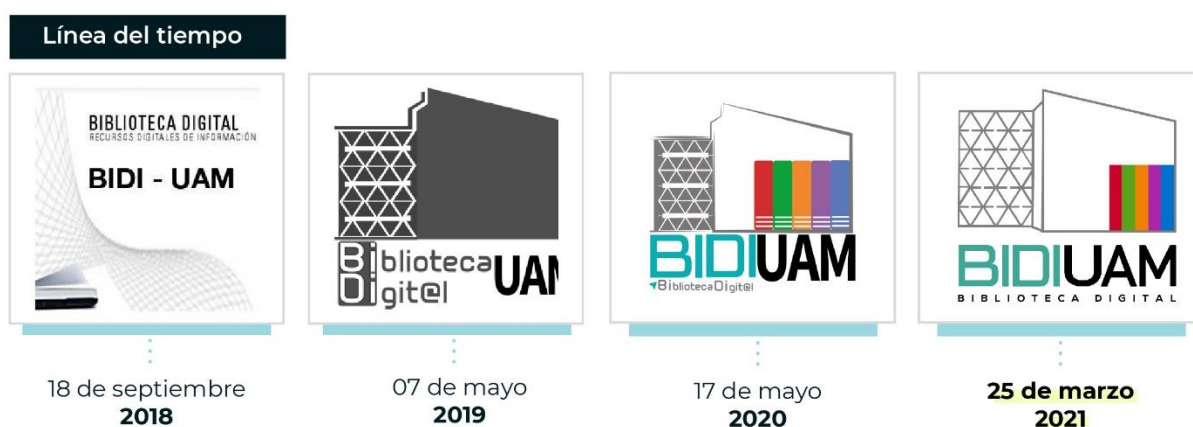 Línea del tiempo
BIBLIOTECA DIGITAL
RECURSOS DIGITALES DE INFORMACIÓN
BIDI - UAM
18 de septiembre
2018
Biblioteca
Digit@l
UAM
07 de mayo
2019
BIDIUAM
BibliotecaDigit@l
17 de mayo
2020
BIDIUAM
BIBLIOTECA DIGITAL
25 de marzo
2021